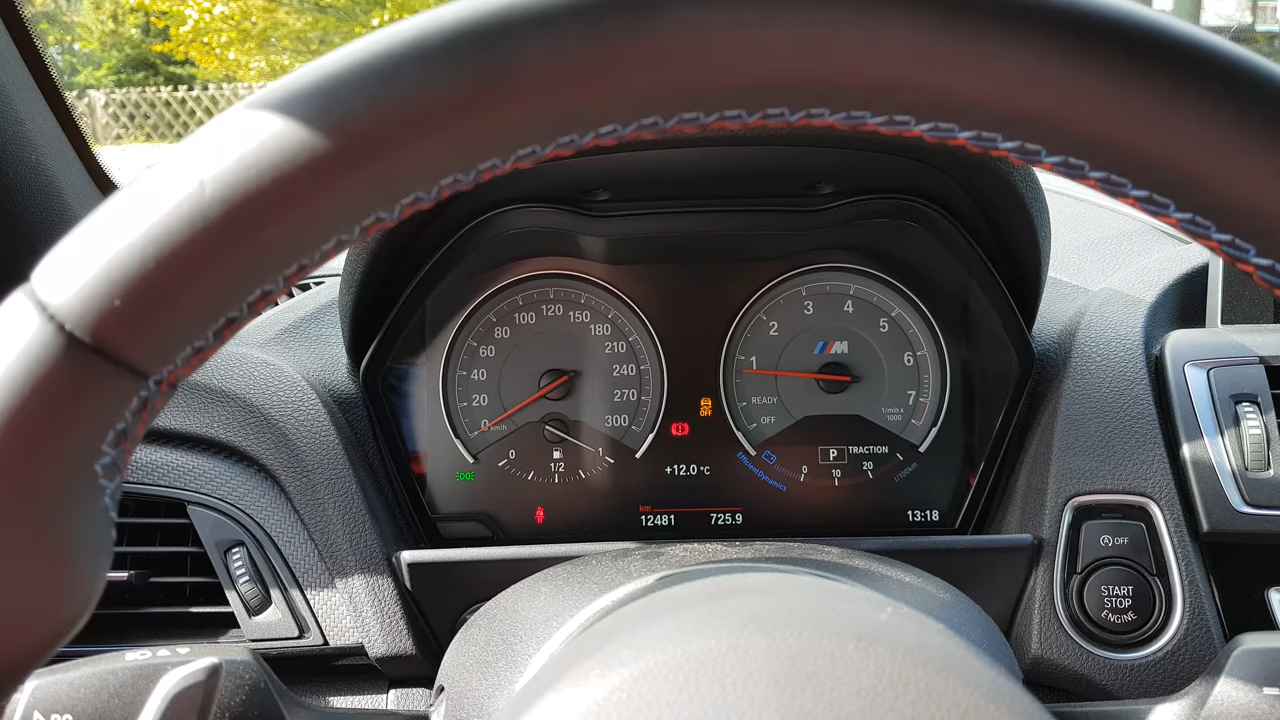 0
20
40
60
80
100
120
150
180
210
240
270
300
km/h
0
1/2
1
+12.0 °C
km
12481 725.9
OFF
1
2
3
4
5
6
7
M
READY
OFF
1/min x
1000
P TRACTION
EfficientDynamics
0
10
20
l/100km
13:18
A OFF
START
STOP
ENGINE